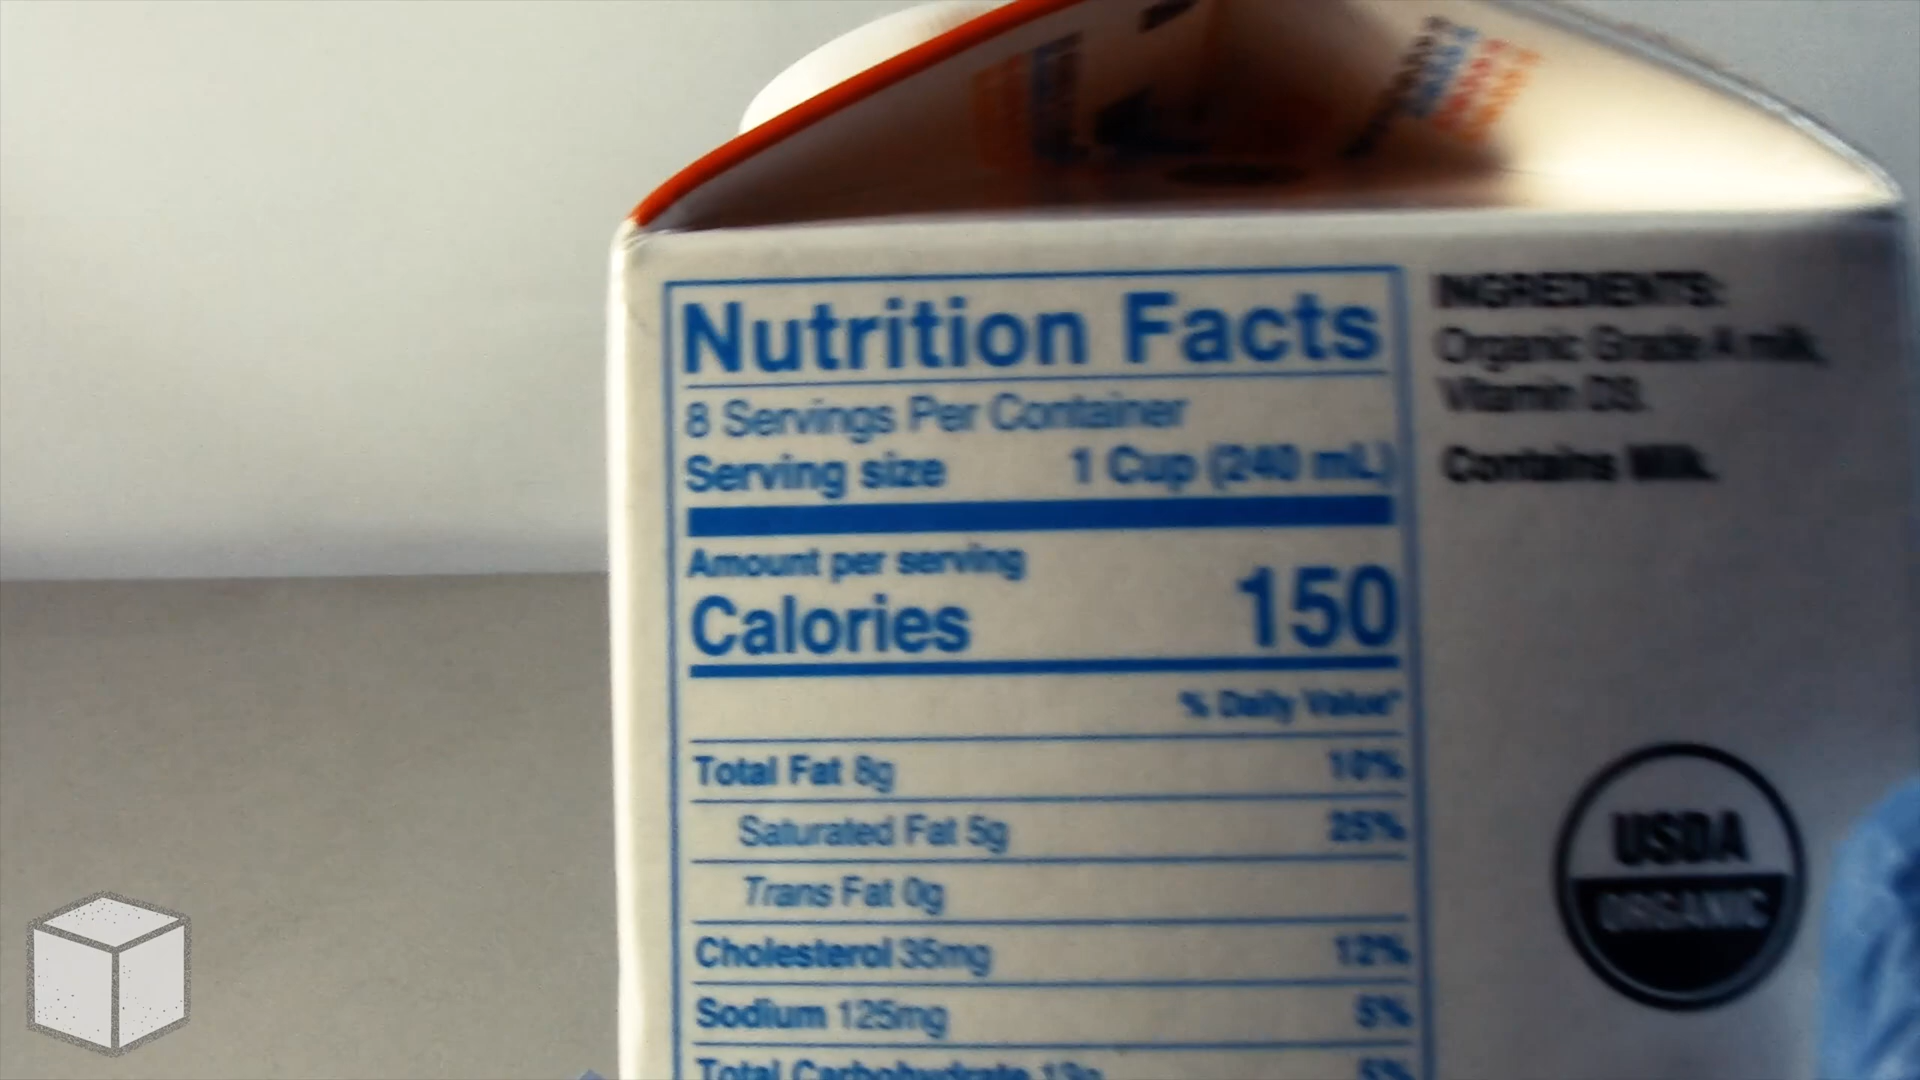 Nutrition Facts
8 Servings Per Container
Serving size 1 Cup (240 mL)
Amount per serving
Calories 150
% Daily Value*
Total Fat 8g 10%
Saturated Fat 5g 25%
Trans Fat 0g
Cholesterol 35mg 12%
Sodium 125mg 5%
Total Carbohydrate 5%
INGREDIENTS:
Organic Grade A milk,
Vitamin D3.
Contains Milk.
USDA
ORGANIC